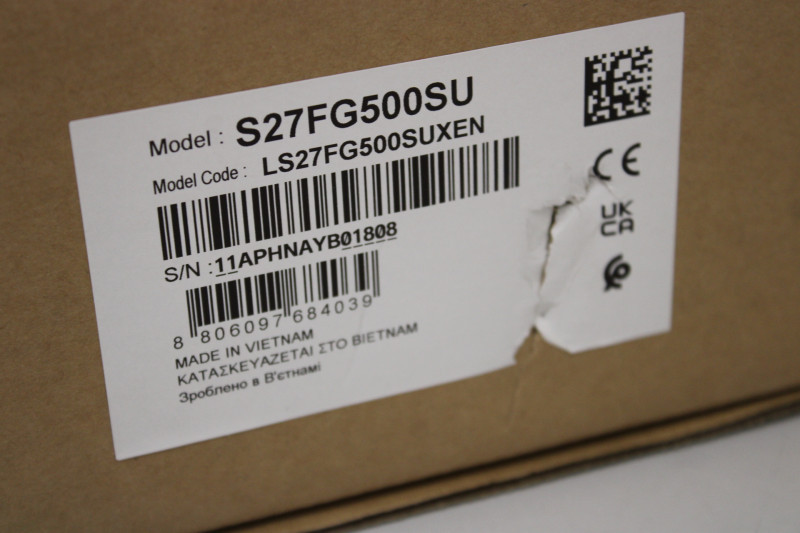 Model : S27FG500SU
Model Code : LS27FG500SUXEN
S/N :11APHNAYB01808
8 806097 684039
MADE IN VIETNAM
ΚΑΤΑΣΚΕΥΑΖΕΤΑΙ ΣΤΟ ΒΙΕΤΝΑΜ
Зроблено в В'єтнамі
CE
UK
CA